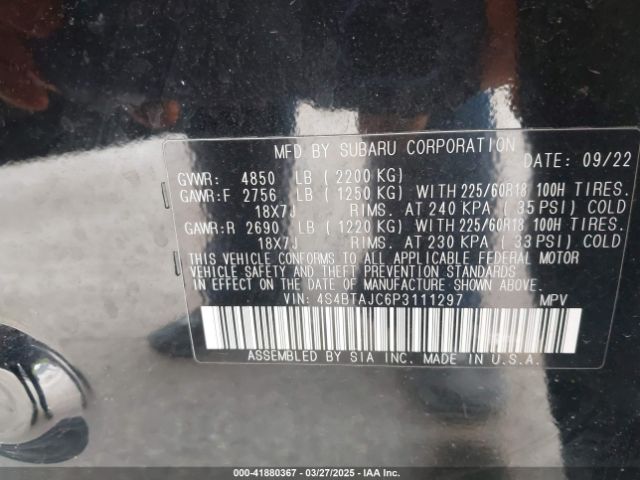 MFD BY SUBARU CORPORATION DATE: 09/22
GVWR: 4850 LB (2200 KG)
GAWR:F 2756 LB (1250 KG) WITH 225/60R18 100H TIRES.
18X7J RIMS. AT 240 KPA (35 PSI) COLD
GAWR:R 2690 LB (1220 KG) WITH 225/60R18 100H TIRES.
18X7J RIMS. AT 230 KPA (33 PSI) COLD
THIS VEHICLE CONFORMS TO ALL APPLICABLE FEDERAL MOTOR
VEHICLE SAFETY AND THEFT PREVENTION STANDARDS
IN EFFECT ON THE DATE OF MANUFACTURE SHOWN ABOVE.
VIN: 4S4BTAJC6P3111297 MPV
ASSEMBLED BY SIA INC. MADE IN U.S.A.
000-41880367 | 03/27/2025 | IAA Inc.